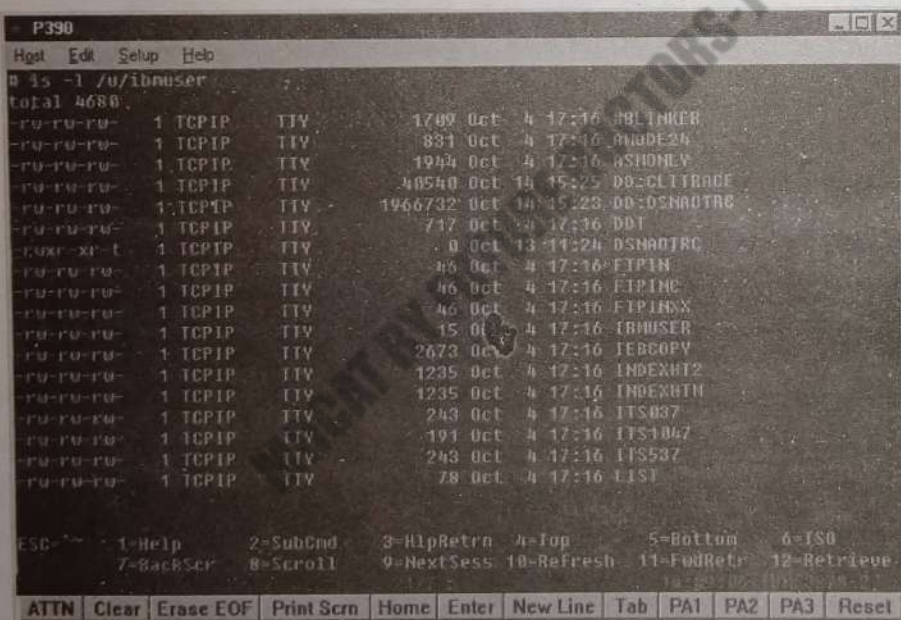 P390
Host Edit Setup Help
# ls -l /u/ibmuser
total 4680
-rw-rw-rw- 1 TCPIP TTY 1709 Oct 4 17:16
-rw-rw-rw- 1 TCPIP TTY 831 Oct 4 17:16 AMODE24
-rw-rw-rw- 1 TCPIP TTY 1944 Oct 4 17:16 ASMONLY
-rw-rw-rw- 1 TCPIP TTY 40540 Oct 14 15:25 DD:CLITRACE
-rw-rw-rw- 1 TCPIP TTY 1966732 Oct 14 15:23 DD:DSNAOTRC
-rw-rw-rw- 1 TCPIP TTY 717 Oct 4 17:16 DDT
-rwxr-xr-t 1 TCPIP TTY 0 Oct 13 11:24 DSNAOTRC
-rw-rw-rw- 1 TCPIP TTY 46 Oct 4 17:16 FTPIN
-rw-rw-rw- 1 TCPIP TTY 46 Oct 4 17:16 FTPINC
-rw-rw-rw- 1 TCPIP TTY 46 Oct 4 17:16 FTPINXX
-rw-rw-rw- 1 TCPIP TTY 15 Oct 4 17:16 IBMUSER
-rw-rw-rw- 1 TCPIP TTY 2673 Oct 4 17:16 IEBCOPY
-rw-rw-rw- 1 TCPIP TTY 1235 Oct 4 17:16 INDEXHT2
-rw-rw-rw- 1 TCPIP TTY 1235 Oct 4 17:16 INDEXHTM
-rw-rw-rw- 1 TCPIP TTY 243 Oct 4 17:16 ITS037
-rw-rw-rw- 1 TCPIP TTY 191 Oct 4 17:16 ITS1047
-rw-rw-rw- 1 TCPIP TTY 243 Oct 4 17:16 ITS537
-rw-rw-rw- 1 TCPIP TTY 78 Oct 4 17:16 LIST
1=Help 2=SubCmd 3=HlpRetrn 4=Top 5=Bottom 6=TSO
7=BackScr 8=Scroll 9=NextSess 10=Refresh 11=FwdRetr 12=Retrieve
ATTN Clear Erase EOF Print Scrn Home Enter New Line Tab PA1 PA2 PA3 Reset